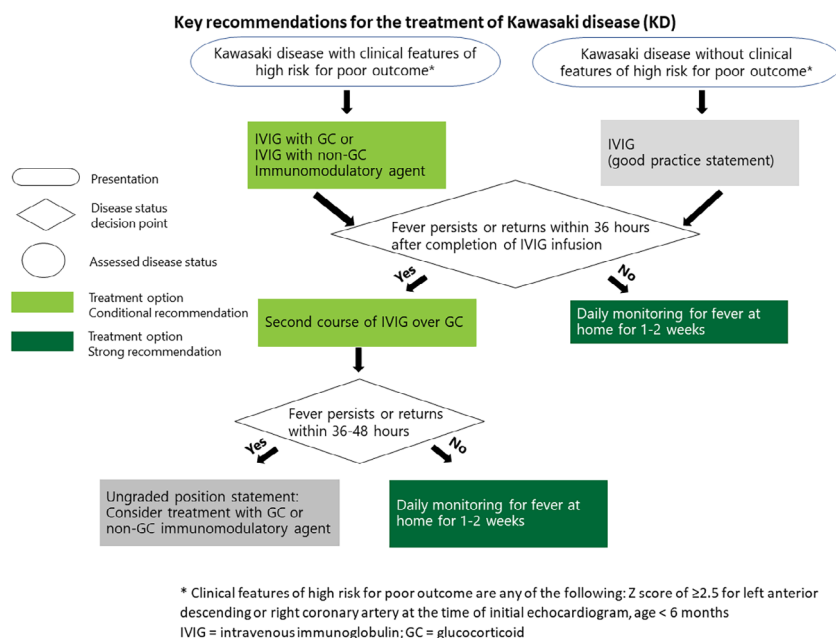 Key recommendations for the treatment of Kawasaki disease (KD)
Kawasaki disease with clinical features of
high risk for poor outcome*
Kawasaki disease without clinical
features of high risk for poor outcome*
IVIG with GC or
IVIG with non-GC
Immunomodulatory agent
IVIG
(good practice statement)
Presentation
Disease status
decision point
Assessed disease status
Treatment option
Conditional recommendation
Treatment option
Strong recommendation
Fever persists or returns within 36 hours
after completion of IVIG infusion
Yes
No
Second course of IVIG over GC
Daily monitoring for fever at
home for 1-2 weeks
Fever persists or returns
within 36-48 hours
Yes
No
Ungraded position statement:
Consider treatment with GC or
non-GC immunomodulatory agent
Daily monitoring for fever at
home for 1-2 weeks
* Clinical features of high risk for poor outcome are any of the following: Z score of ≥2.5 for left anterior
descending or right coronary artery at the time of initial echocardiogram, age < 6 months
IVIG = intravenous immunoglobulin; GC = glucocorticoid